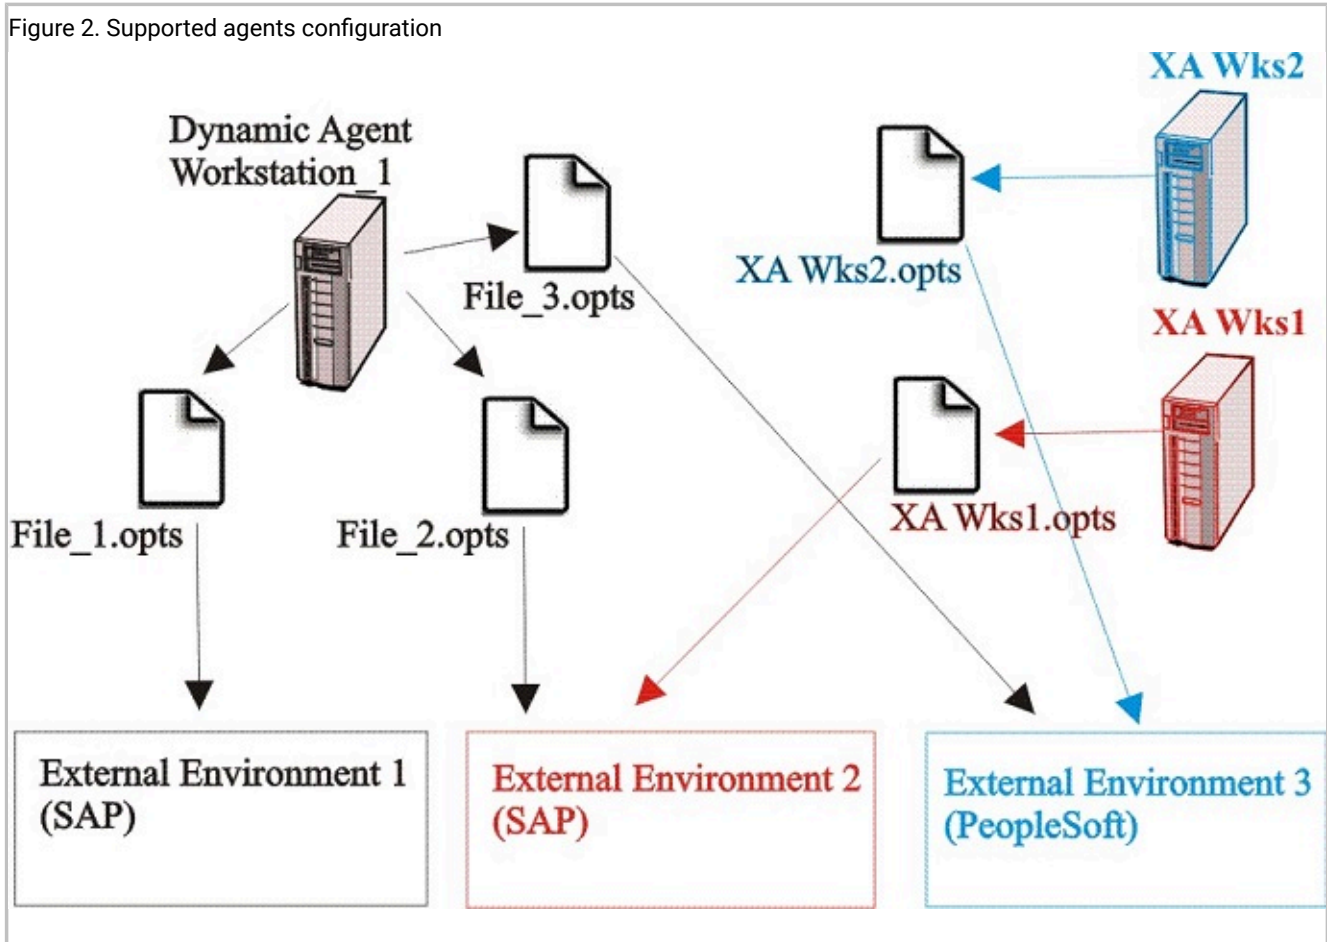 Figure 2. Supported agents configuration
XA Wks2
Dynamic Agent
Workstation_1
XA Wks2.opts
File_3.opts
XA Wks1
XA Wks1.opts
File_1.opts
File_2.opts
External Environment 1
(SAP)
External Environment 2
(SAP)
External Environment 3
(PeopleSoft)